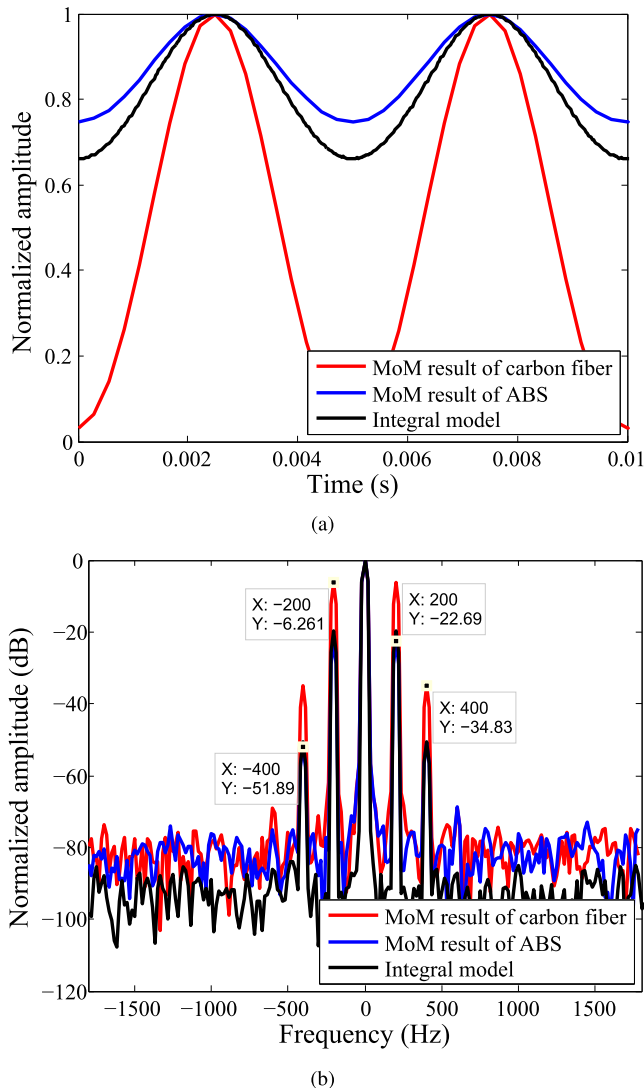 Normalized amplitude
1
0.8
0.6
0.4
0.2
0
0
0.002
0.004
0.006
0.008
0.01
MoM result of carbon fiber
MoM result of ABS
Integral model
Time (s)
(a)
Normalized amplitude (dB)
0
−20
−40
−60
−80
−100
−120
X: −200
Y: −6.261
X: 200
Y: −22.69
X: 400
Y: −34.83
X: −400
Y: −51.89
MoM result of carbon fiber
MoM result of ABS
Integral model
−1500
−1000
−500
0
500
1000
1500
Frequency (Hz)
(b)